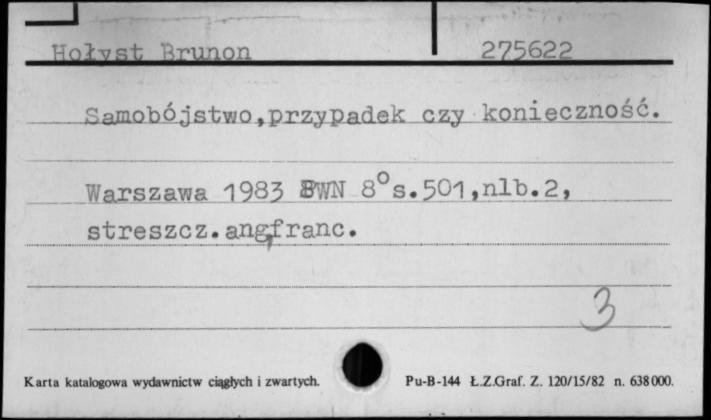 Hołyst Brunon 275622
Samobójstwo,przypadek czy konieczność.
Warszawa 1983 PWN 8° s.501,nlb.2,
streszcz.ang,franc.
3
Karta katalogowa wydawnictw ciągłych i zwartych. Pu-B-144 Ł.Z.Graf. Z. 120/15/82 n. 638000.